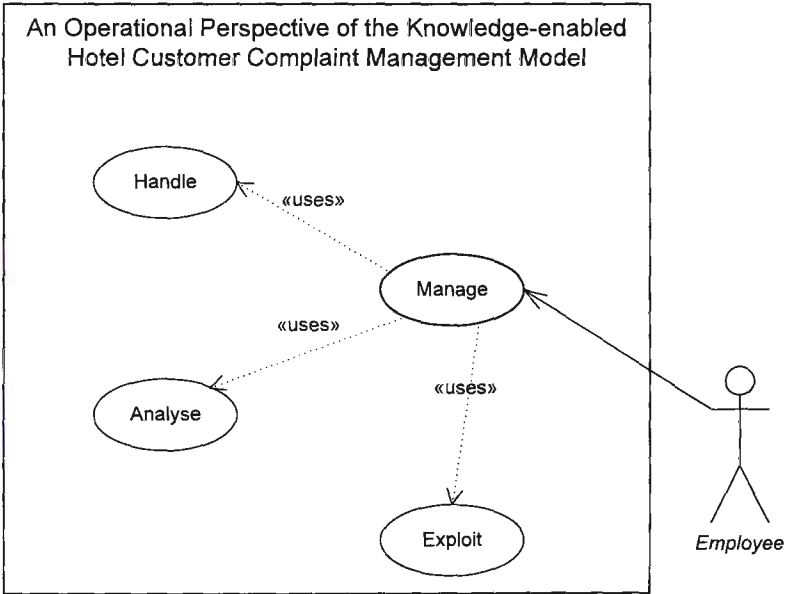 An Operational Perspective of the Knowledge-enabled
Hotel Customer Complaint Management Model
Handle
«uses»
Manage
«uses»
Analyse
«uses»
Exploit
Employee